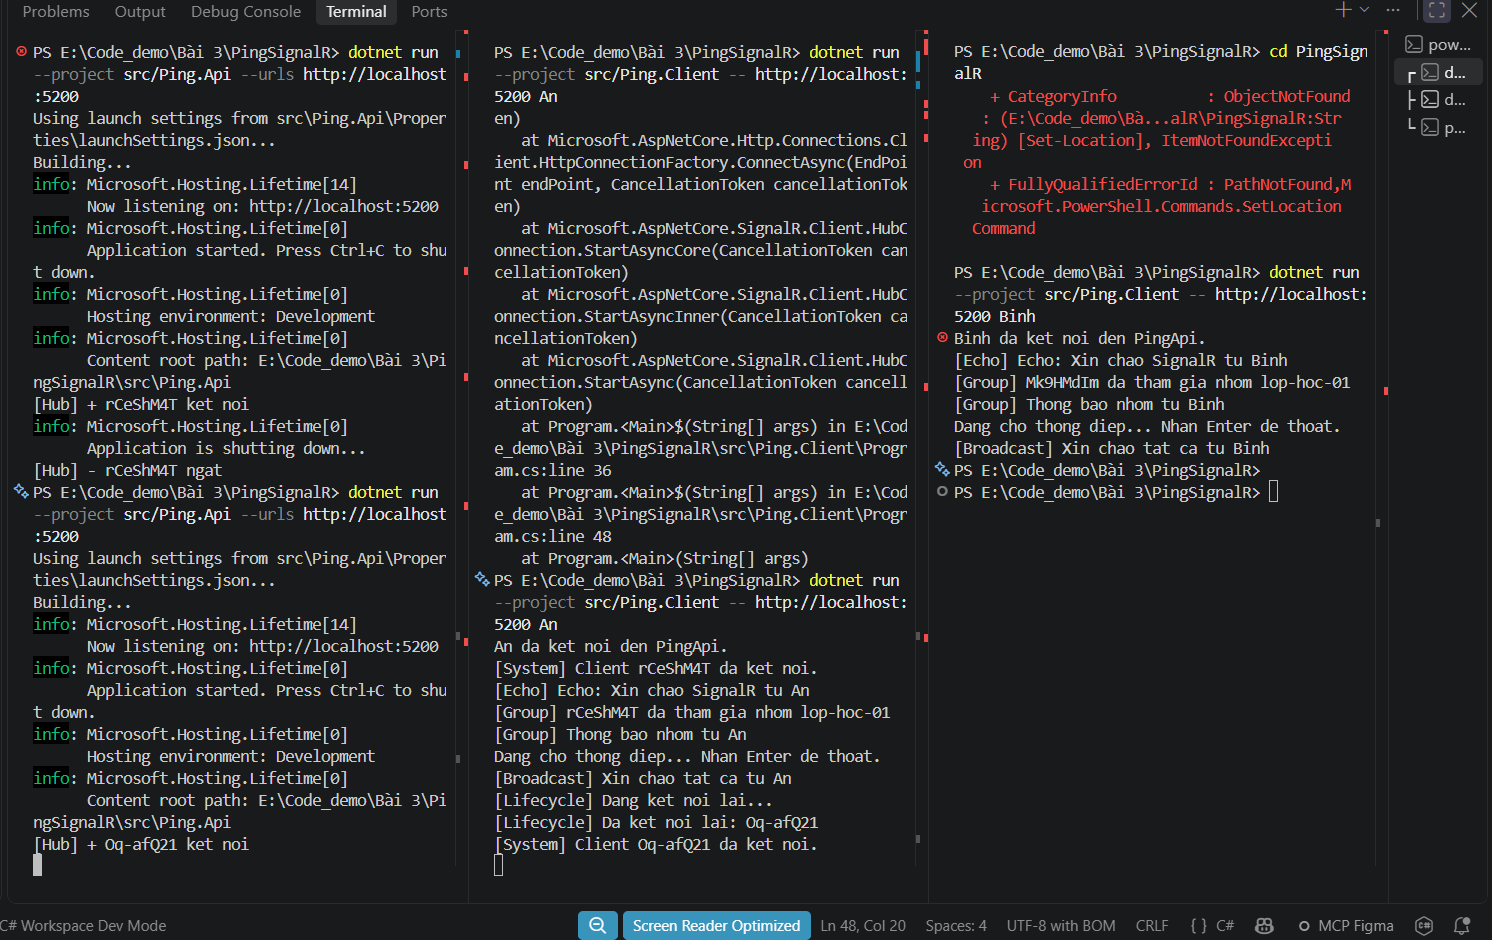 Problems Output Debug Console Terminal Ports
PS E:\Code_demo\Bài 3\PingSignalR> dotnet run
--project src/Ping.Api --urls http://localhost
:5200
Using launch settings from src\Ping.Api\Proper
ties\launchSettings.json...
Building...
info: Microsoft.Hosting.Lifetime[14]
Now listening on: http://localhost:5200
info: Microsoft.Hosting.Lifetime[0]
Application started. Press Ctrl+C to shu
t down.
info: Microsoft.Hosting.Lifetime[0]
Hosting environment: Development
info: Microsoft.Hosting.Lifetime[0]
Content root path: E:\Code_demo\Bài 3\Pi
ngSignalR\src\Ping.Api
[Hub] + rCeShM4T ket noi
info: Microsoft.Hosting.Lifetime[0]
Application is shutting down...
[Hub] - rCeShM4T ngat
PS E:\Code_demo\Bài 3\PingSignalR> dotnet run
--project src/Ping.Api --urls http://localhost
:5200
Using launch settings from src\Ping.Api\Proper
ties\launchSettings.json...
Building...
info: Microsoft.Hosting.Lifetime[14]
Now listening on: http://localhost:5200
info: Microsoft.Hosting.Lifetime[0]
Application started. Press Ctrl+C to shu
t down.
info: Microsoft.Hosting.Lifetime[0]
Hosting environment: Development
info: Microsoft.Hosting.Lifetime[0]
Content root path: E:\Code_demo\Bài 3\Pi
ngSignalR\src\Ping.Api
[Hub] + Oq-afQ21 ket noi
PS E:\Code_demo\Bài 3\PingSignalR> dotnet run
--project src/Ping.Client -- http://localhost:
5200 An
en)
at Microsoft.AspNetCore.Http.Connections.Cl
ient.HttpConnectionFactory.ConnectAsync(EndPoi
nt endPoint, CancellationToken cancellationTok
en)
at Microsoft.AspNetCore.SignalR.Client.HubC
onnection.StartAsyncCore(CancellationToken can
cellationToken)
at Microsoft.AspNetCore.SignalR.Client.HubC
onnection.StartAsyncInner(CancellationToken ca
ncellationToken)
at Microsoft.AspNetCore.SignalR.Client.HubC
onnection.StartAsync(CancellationToken cancell
ationToken)
at Program.<Main>$(String[] args) in E:\Cod
e_demo\Bài 3\PingSignalR\src\Ping.Client\Progr
am.cs:line 36
at Program.<Main>$(String[] args) in E:\Cod
e_demo\Bài 3\PingSignalR\src\Ping.Client\Progr
am.cs:line 48
at Program.<Main>(String[] args)
PS E:\Code_demo\Bài 3\PingSignalR> dotnet run
--project src/Ping.Client -- http://localhost:
5200 An
An da ket noi den PingApi.
[System] Client rCeShM4T da ket noi.
[Echo] Echo: Xin chao SignalR tu An
[Group] rCeShM4T da tham gia nhom lop-hoc-01
[Group] Thong bao nhom tu An
Dang cho thong diep... Nhan Enter de thoat.
[Broadcast] Xin chao tat ca tu An
[Lifecycle] Dang ket noi lai...
[Lifecycle] Da ket noi lai: Oq-afQ21
[System] Client Oq-afQ21 da ket noi.
PS E:\Code_demo\Bài 3\PingSignalR> cd PingSign
alR
+ CategoryInfo : ObjectNotFound
: (E:\Code_demo\Bà...alR\PingSignalR:Str
ing) [Set-Location], ItemNotFoundExcepti
on
+ FullyQualifiedErrorId : PathNotFound,M
icrosoft.PowerShell.Commands.SetLocation
Command
PS E:\Code_demo\Bài 3\PingSignalR> dotnet run
--project src/Ping.Client -- http://localhost:
5200 Binh
Binh da ket noi den PingApi.
[Echo] Echo: Xin chao SignalR tu Binh
[Group] Mk9HMdIm da tham gia nhom lop-hoc-01
[Group] Thong bao nhom tu Binh
Dang cho thong diep... Nhan Enter de thoat.
[Broadcast] Xin chao tat ca tu Binh
PS E:\Code_demo\Bài 3\PingSignalR>
PS E:\Code_demo\Bài 3\PingSignalR>
pow...
d...
d...
p...
C# Workspace Dev Mode
Screen Reader Optimized Ln 48, Col 20 Spaces: 4 UTF-8 with BOM CRLF { } C# MCP Figma